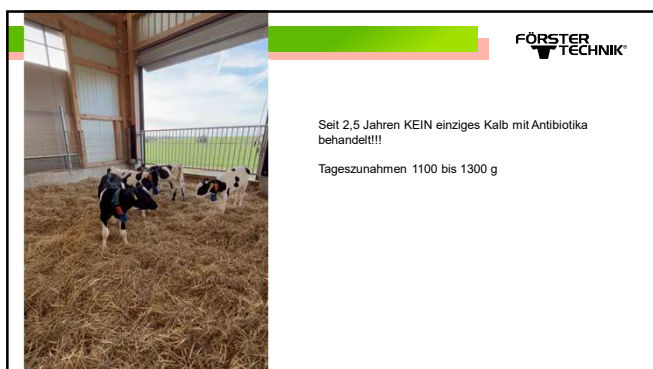 FÖRSTER
TECHNIK®
Seit 2,5 Jahren KEIN einziges Kalb mit Antibiotika
behandelt!!!
Tageszunahmen 1100 bis 1300 g